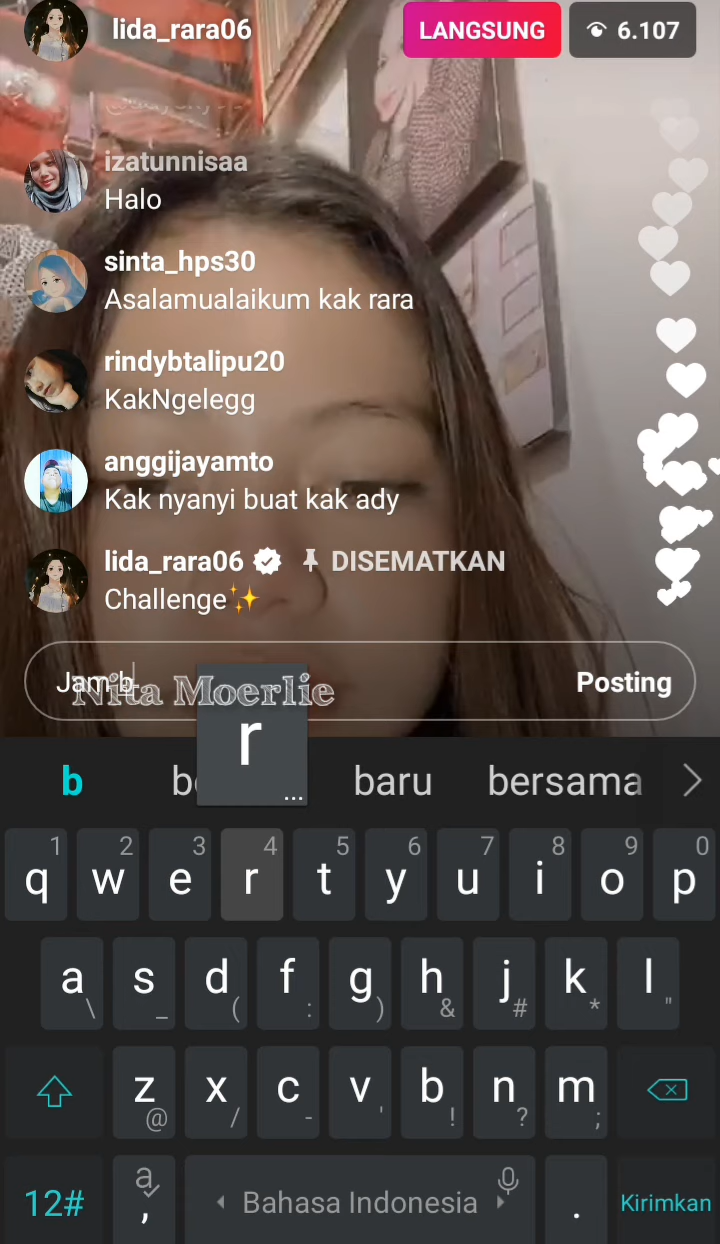 lida_rara06
LANGSUNG
6.107
izatunnisaa
Halo
sinta_hps30
Asalamualaikum kak rara
rindybtalipu20
KakNgelegg
anggijayamto
Kak nyanyi buat kak ady
lida_rara06 DISEMATKAN
Challenge✨
Jam b
Posting
Nita Moerlie
r
...
b
baru
bersama
1 2 3 4 5 6 7 8 9 0
q w e r t y u i o p
a s d f g h j k l
\ _ ( : ) & # * "
z x c v b n m
@ / - ' ! ? ;
12# a , Bahasa Indonesia . Kirimkan